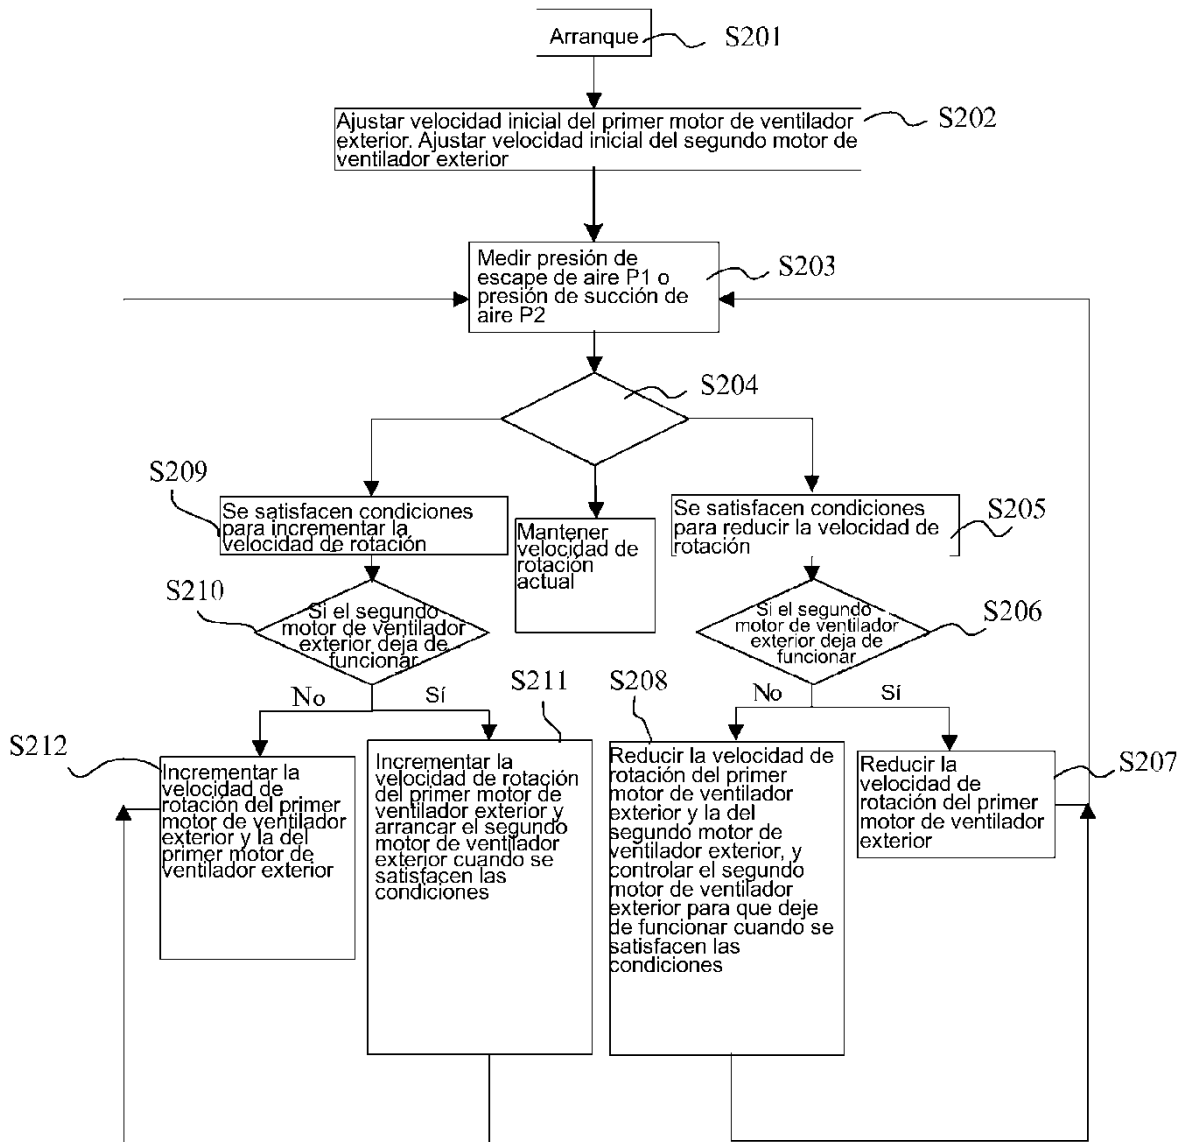 Arranque
S201
Ajustar velocidad inicial del primer motor de ventilador
exterior. Ajustar velocidad inicial del segundo motor de
ventilador exterior
S202
Medir presión de
escape de aire P1 o
presión de succión de
aire P2
S203
S204
S209
Se satisfacen condiciones
para incrementar la
velocidad de rotación
Mantener
velocidad de
rotación
actual
Se satisfacen condiciones
para reducir la velocidad de
rotación
S205
S210
Si el segundo
motor de ventilador
exterior deja de
funcionar
Si el segundo
motor de ventilador
exterior deja de
funcionar
S206
No
Sí
S211
S208
No
Sí
S212
Incrementar la
velocidad de
rotación del primer
motor de ventilador
exterior y la del
primer motor de
ventilador exterior
Incrementar la
velocidad de rotación
del primer motor de
ventilador exterior y
arrancar el segundo
motor de ventilador
exterior cuando se
satisfacen las
condiciones
Reducir la velocidad de
rotación del primer
motor de ventilador
exterior y la del
segundo motor de
ventilador exterior, y
controlar el segundo
motor de ventilador
exterior para que deje
de funcionar cuando se
satisfacen las
condiciones
Reducir la
velocidad de
rotación del primer
motor de ventilador
exterior
S207